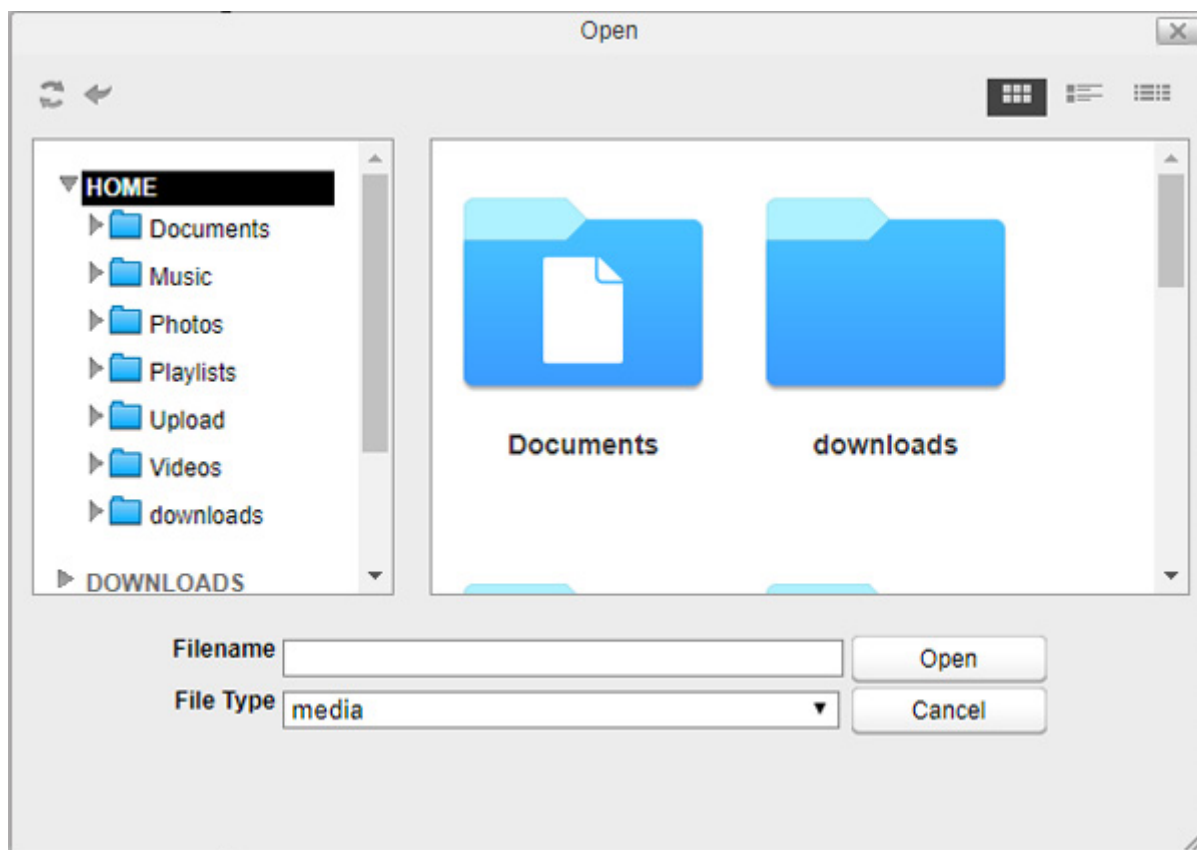 Open
HOME
Documents
Music
Photos
Playlists
Upload
Videos
downloads
DOWNLOADS
Documents
downloads
Filename
Open
File Type
media
Cancel